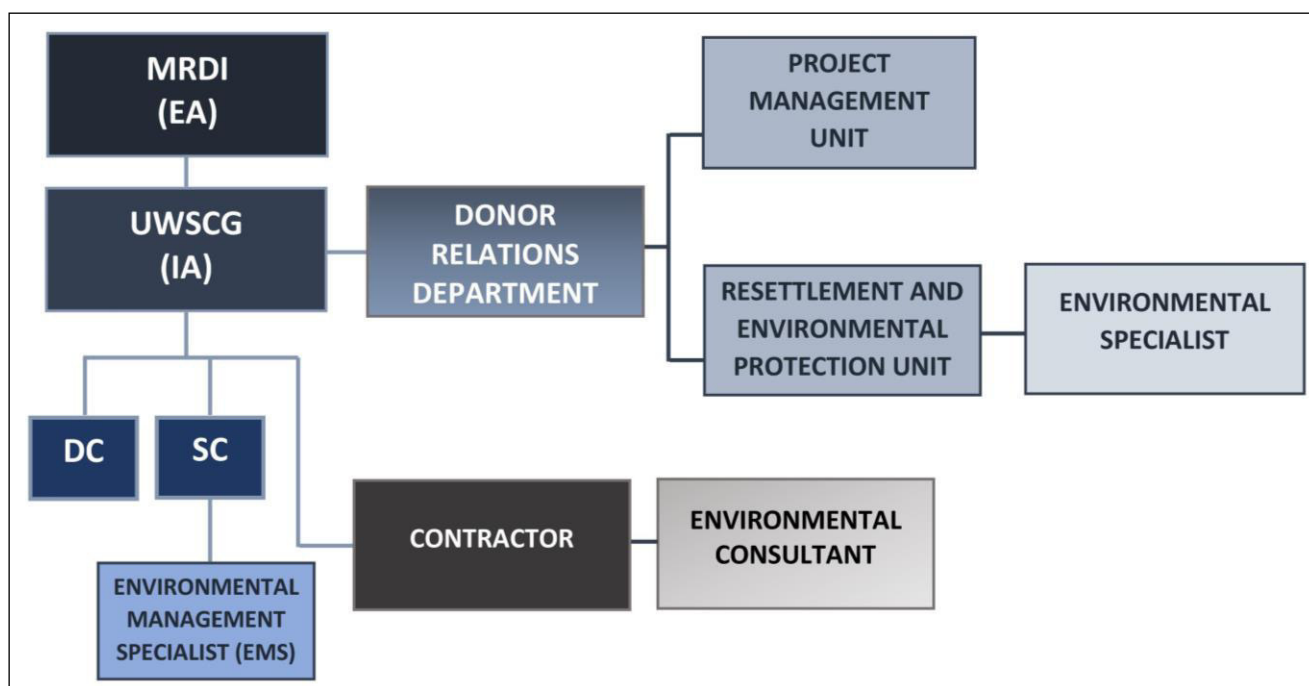 MRDI
(EA)
UWSCG
(IA)
DONOR
RELATIONS
DEPARTMENT
PROJECT
MANAGEMENT
UNIT
RESETTLEMENT AND
ENVIRONMENTAL
PROTECTION UNIT
ENVIRONMENTAL
SPECIALIST
DC
SC
CONTRACTOR
ENVIRONMENTAL
CONSULTANT
ENVIRONMENTAL
MANAGEMENT
SPECIALIST (EMS)